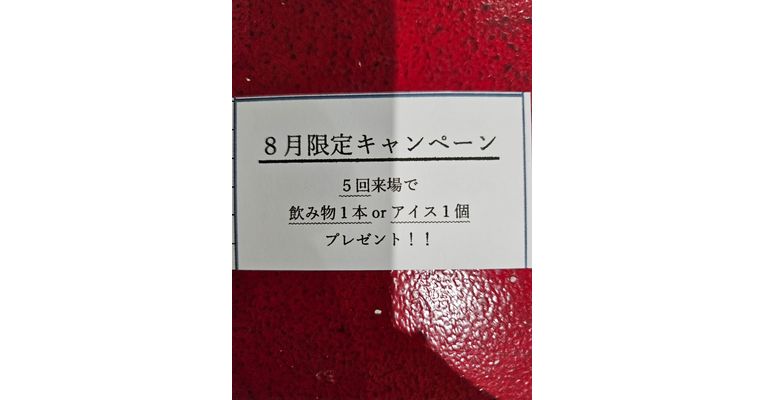 ８月限定キャンペーン
５回来場で
飲み物１本 or アイス１個
プレゼント！！